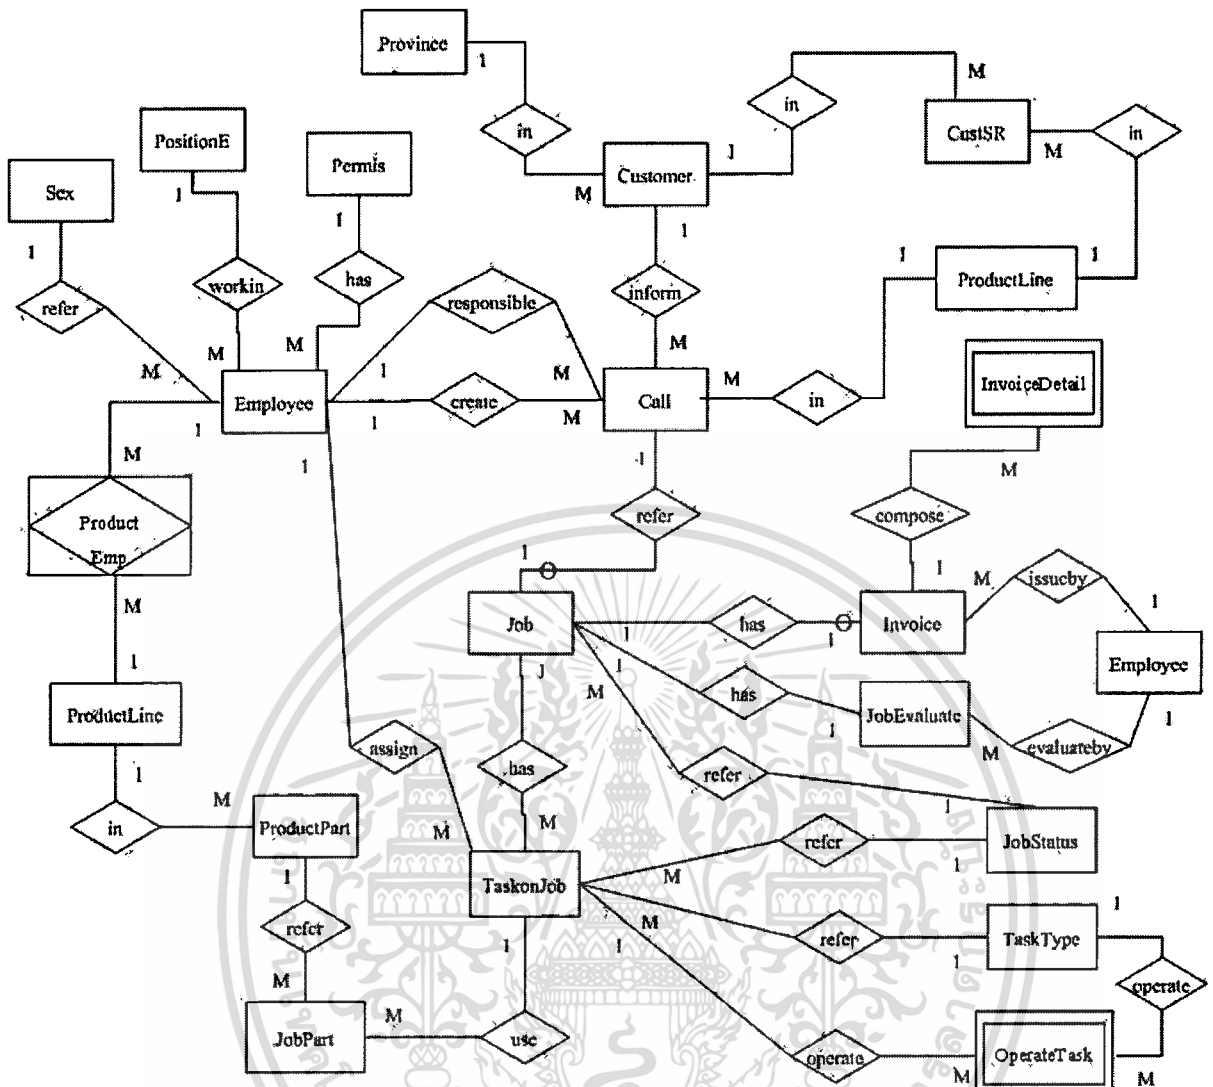 Province
1
M
in
in
CustSR
in
PositionE
Permis
M
Customer
1
M
Sex
1
M
1
1
1
1
ProductLine
1
workin
has
inform
refer
responsible
M
M
M
M
InvoiceDetail
M
1
M
M
Employee
create
Call
in
1
1
M
M
1
1
M
Product
Emp
refer
compose
1
1
M
issueby
M
Job
has
Invoice
1
1
1
1
1
1
Employee
M
has
JobEvaluate
1
ProductLine
1
M
evaluateby
assign
has
refer
1
M
1
in
ProductPart
M
M
refer
JobStatus
1
TaskonJob
M
1
1
refer
M
refer
TaskType
1
1
1
M
operate
JobPart
M
use
operate
OperateTask
M
M